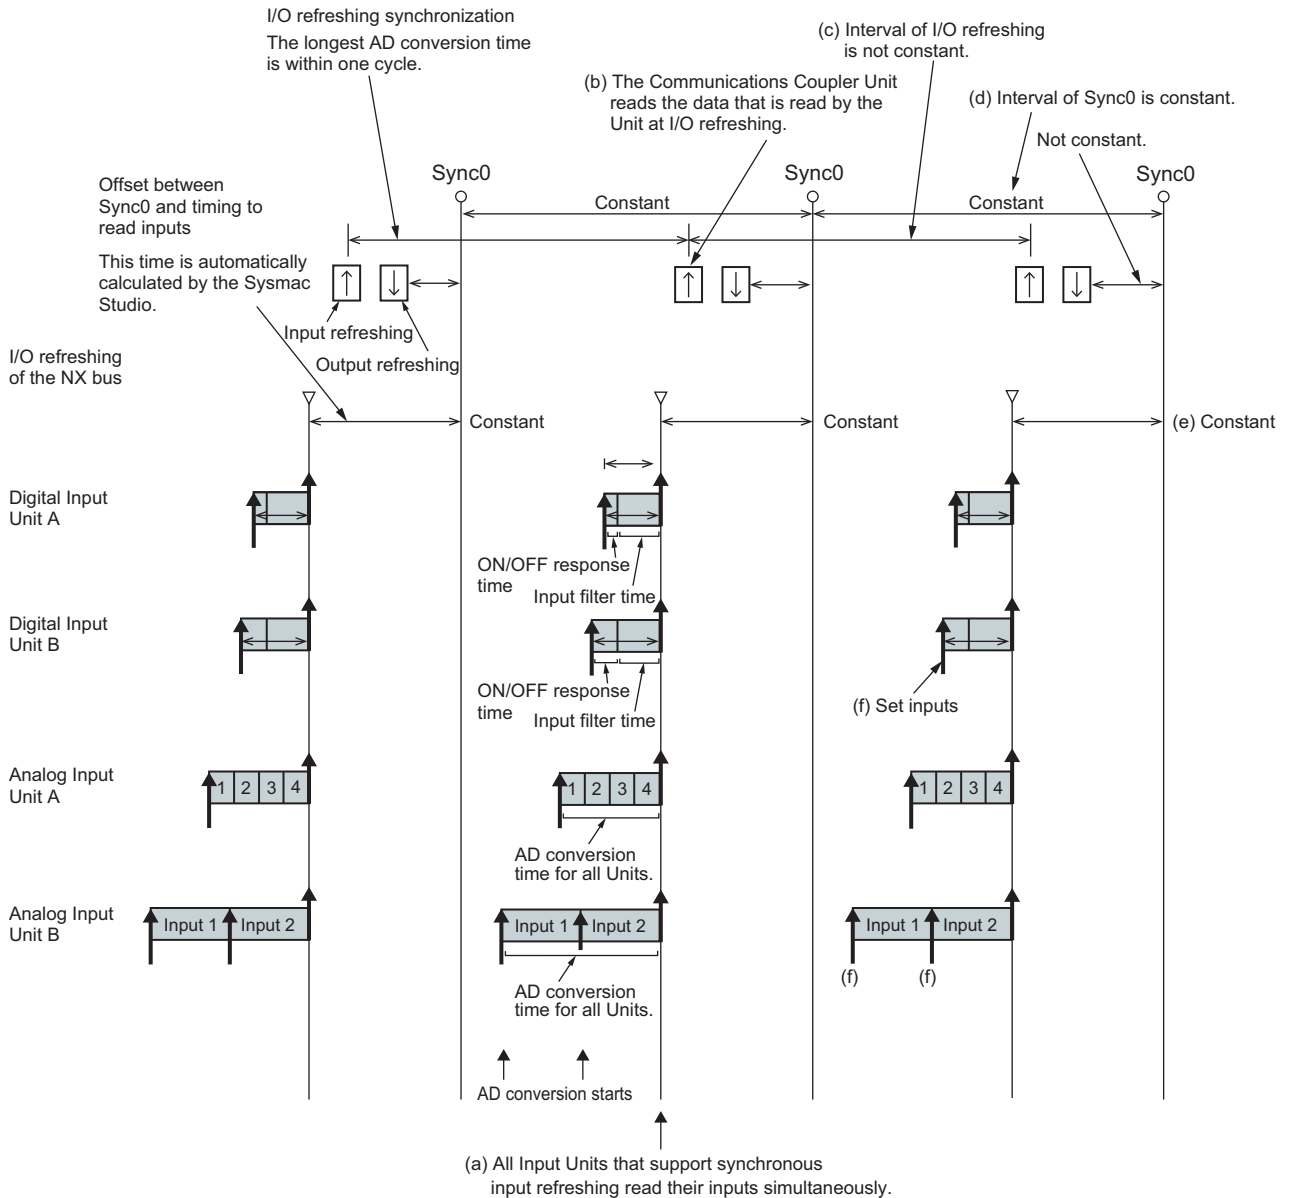 I/O refreshing synchronization
The longest AD conversion time
is within one cycle.
(c) Interval of I/O refreshing
is not constant.
(b) The Communications Coupler Unit
reads the data that is read by the
Unit at I/O refreshing.
(d) Interval of Sync0 is constant.
Not constant.
Sync0
Sync0
Sync0
Offset between
Sync0 and timing to
read inputs
Constant
Constant
This time is automatically
calculated by the Sysmac
Studio.
Input refreshing
Output refreshing
I/O refreshing
of the NX bus
Constant
Constant
(e) Constant
Digital Input
Unit A
ON/OFF response
time
Input filter time
Digital Input
Unit B
ON/OFF response
time
Input filter time
(f) Set inputs
Analog Input
Unit A
1 2 3 4
1 2 3 4
1 2 3 4
AD conversion
time for all Units.
Analog Input
Unit B
Input 1 Input 2
Input 1 Input 2
Input 1 Input 2
(f) (f)
AD conversion
time for all Units.
AD conversion starts
(a) All Input Units that support synchronous
input refreshing read their inputs simultaneously.